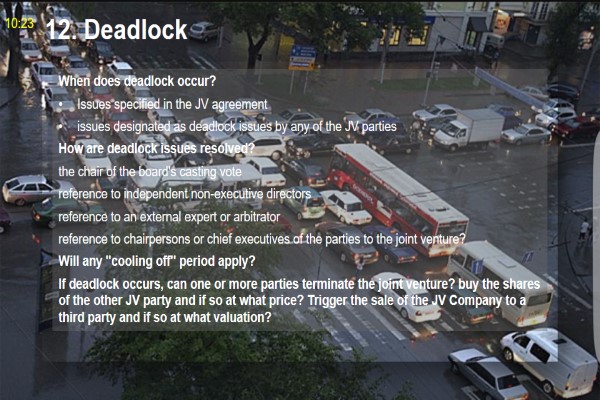 10:23
12. Deadlock
When does deadlock occur?
• Issues specified in the JV agreement
• issues designated as deadlock issues by any of the JV parties
How are deadlock issues resolved?
the chair of the board's casting vote
reference to independent non-executive directors
reference to an external expert or arbitrator
reference to chairpersons or chief executives of the parties to the joint venture?
Will any "cooling off" period apply?
If deadlock occurs, can one or more parties terminate the joint venture? buy the shares
of the other JV party and if so at what price? Trigger the sale of the JV Company to a
third party and if so at what valuation?